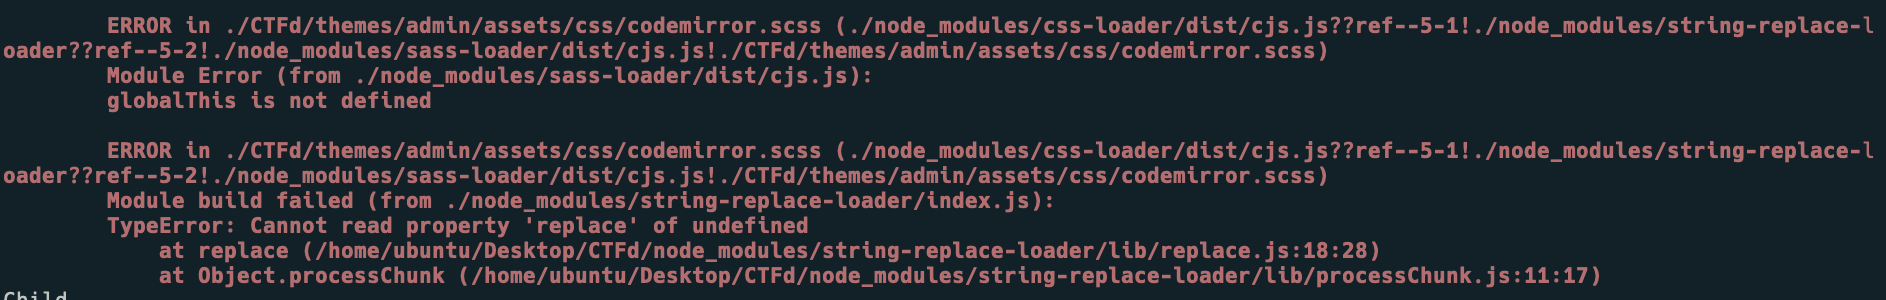 ERROR in ./CTFd/themes/admin/assets/css/codemirror.scss (./node_modules/css-loader/dist/cjs.js??ref--5-1!./node_modules/string-replace-l
oader??ref--5-2!./node_modules/sass-loader/dist/cjs.js!./CTFd/themes/admin/assets/css/codemirror.scss)
Module Error (from ./node_modules/sass-loader/dist/cjs.js):
globalThis is not defined
ERROR in ./CTFd/themes/admin/assets/css/codemirror.scss (./node_modules/css-loader/dist/cjs.js??ref--5-1!./node_modules/string-replace-l
oader??ref--5-2!./node_modules/sass-loader/dist/cjs.js!./CTFd/themes/admin/assets/css/codemirror.scss)
Module build failed (from ./node_modules/string-replace-loader/index.js):
TypeError: Cannot read property 'replace' of undefined
at replace (/home/ubuntu/Desktop/CTFd/node_modules/string-replace-loader/lib/replace.js:18:28)
at Object.processChunk (/home/ubuntu/Desktop/CTFd/node_modules/string-replace-loader/lib/processChunk.js:11:17)
Child